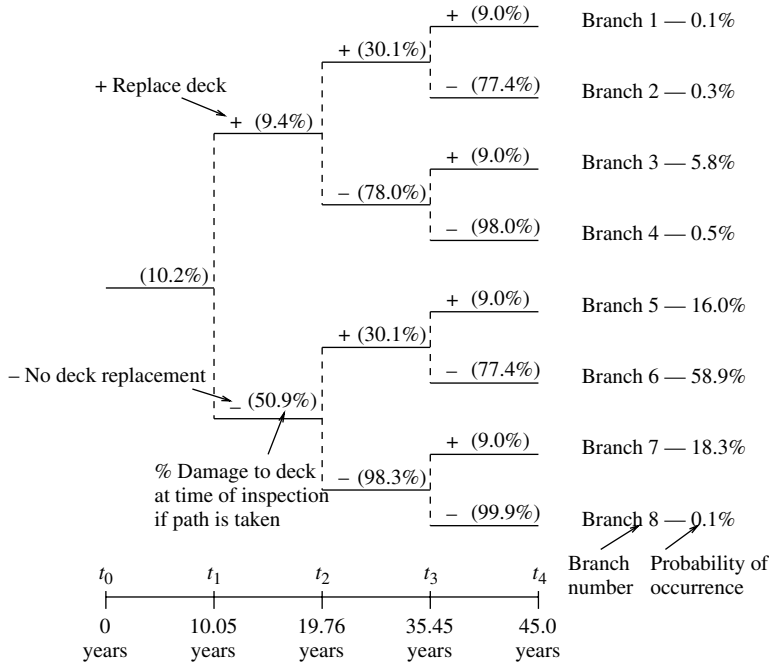 + (9.0%) Branch 1 — 0.1%
+ (30.1%)
– (77.4%) Branch 2 — 0.3%
+ Replace deck
+ (9.4%)
+ (9.0%) Branch 3 — 5.8%
– (78.0%)
– (98.0%) Branch 4 — 0.5%
(10.2%)
+ (9.0%) Branch 5 — 16.0%
+ (30.1%)
– (77.4%) Branch 6 — 58.9%
– No deck replacement
– (50.9%)
+ (9.0%) Branch 7 — 18.3%
% Damage to deck
at time of inspection
if path is taken
– (98.3%)
– (99.9%) Branch 8 — 0.1%
Branch
number
Probability of
occurrence
t0 t1 t2 t3 t4
0 10.05 19.76 35.45 45.0
years years years years years